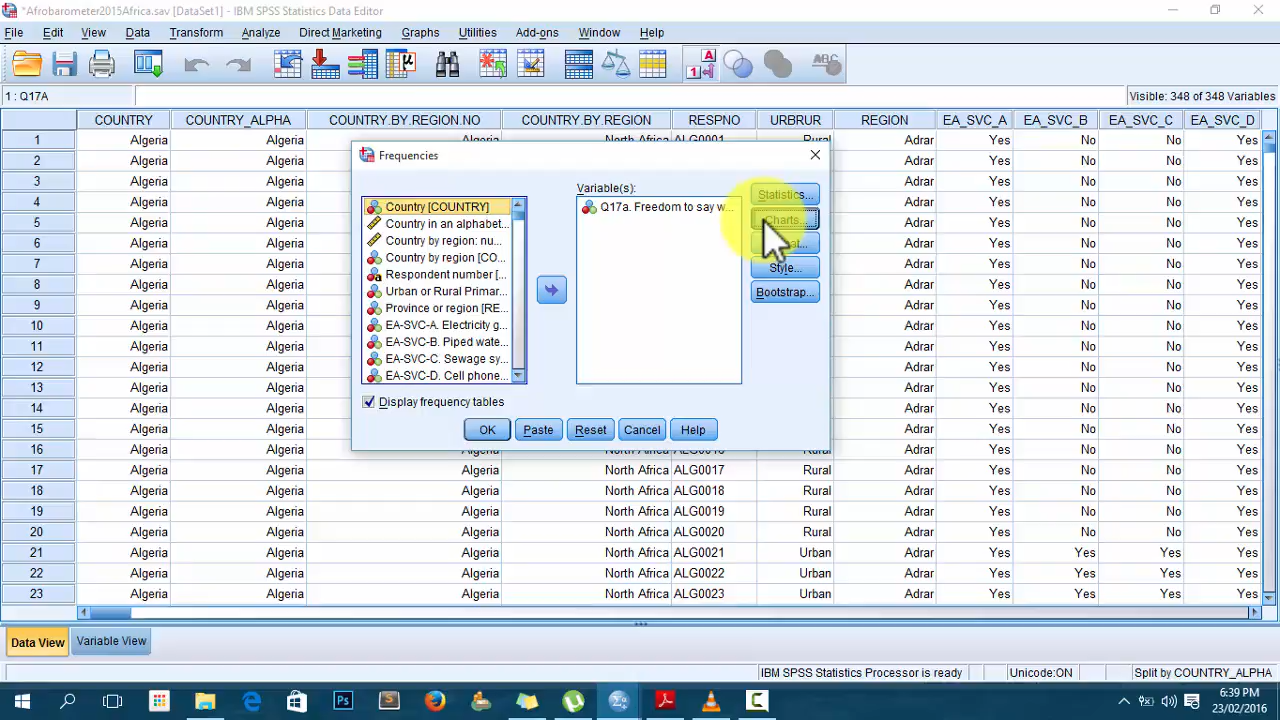 *Afrobarometer2015Africa.sav [DataSet1] - IBM SPSS Statistics Data Editor
File Edit View Data Transform Analyze Direct Marketing Graphs Utilities Add-ons Window Help
1 : Q17A Visible: 348 of 348 Variables
COUNTRY COUNTRY_ALPHA COUNTRY.BY.REGION.NO COUNTRY.BY.REGION RESPNO URBRUR REGION EA_SVC_A EA_SVC_B EA_SVC_C EA_SVC_D
1 Algeria Algeria Algeria North Africa ALG0001 Rural Adrar Yes No No Yes
2 Algeria Algeria Adrar Yes No No Yes
3 Algeria Algeria Adrar Yes No No Yes
4 Algeria Algeria Adrar Yes No No Yes
5 Algeria Algeria Adrar Yes No No Yes
6 Algeria Algeria Adrar Yes No No Yes
7 Algeria Algeria Adrar Yes No No Yes
8 Algeria Algeria Adrar Yes No No Yes
9 Algeria Algeria Adrar Yes No No Yes
10 Algeria Algeria Adrar Yes No No Yes
11 Algeria Algeria Adrar Yes No No Yes
12 Algeria Algeria Adrar Yes No No Yes
13 Algeria Algeria Adrar Yes No No Yes
14 Algeria Algeria Adrar Yes No No Yes
15 Algeria Algeria Adrar Yes No No Yes
16 Algeria Algeria Algeria North Africa ALG0016 Rural Adrar Yes No No Yes
17 Algeria Algeria Algeria North Africa ALG0017 Rural Adrar Yes No No Yes
18 Algeria Algeria Algeria North Africa ALG0018 Rural Adrar Yes No No Yes
19 Algeria Algeria Algeria North Africa ALG0019 Rural Adrar Yes No No Yes
20 Algeria Algeria Algeria North Africa ALG0020 Rural Adrar Yes No No Yes
21 Algeria Algeria Algeria North Africa ALG0021 Urban Adrar Yes Yes Yes Yes
22 Algeria Algeria Algeria North Africa ALG0022 Urban Adrar Yes Yes Yes Yes
23 Algeria Algeria Algeria North Africa ALG0023 Urban Adrar Yes Yes Yes Yes
Frequencies
Variable(s):
Country [COUNTRY]
Country in an alphabet...
Country by region: nu...
Country by region [CO...
Respondent number [...
Urban or Rural Primar...
Province or region [RE...
EA-SVC-A. Electricity g...
EA-SVC-B. Piped wate...
EA-SVC-C. Sewage sy...
EA-SVC-D. Cell phone...
Q17a. Freedom to say w...
Statistics...
Charts...
Style...
Bootstrap...
Display frequency tables
OK Paste Reset Cancel Help
Data View Variable View
IBM SPSS Statistics Processor is ready Unicode:ON Split by COUNTRY_ALPHA
6:39 PM
23/02/2016